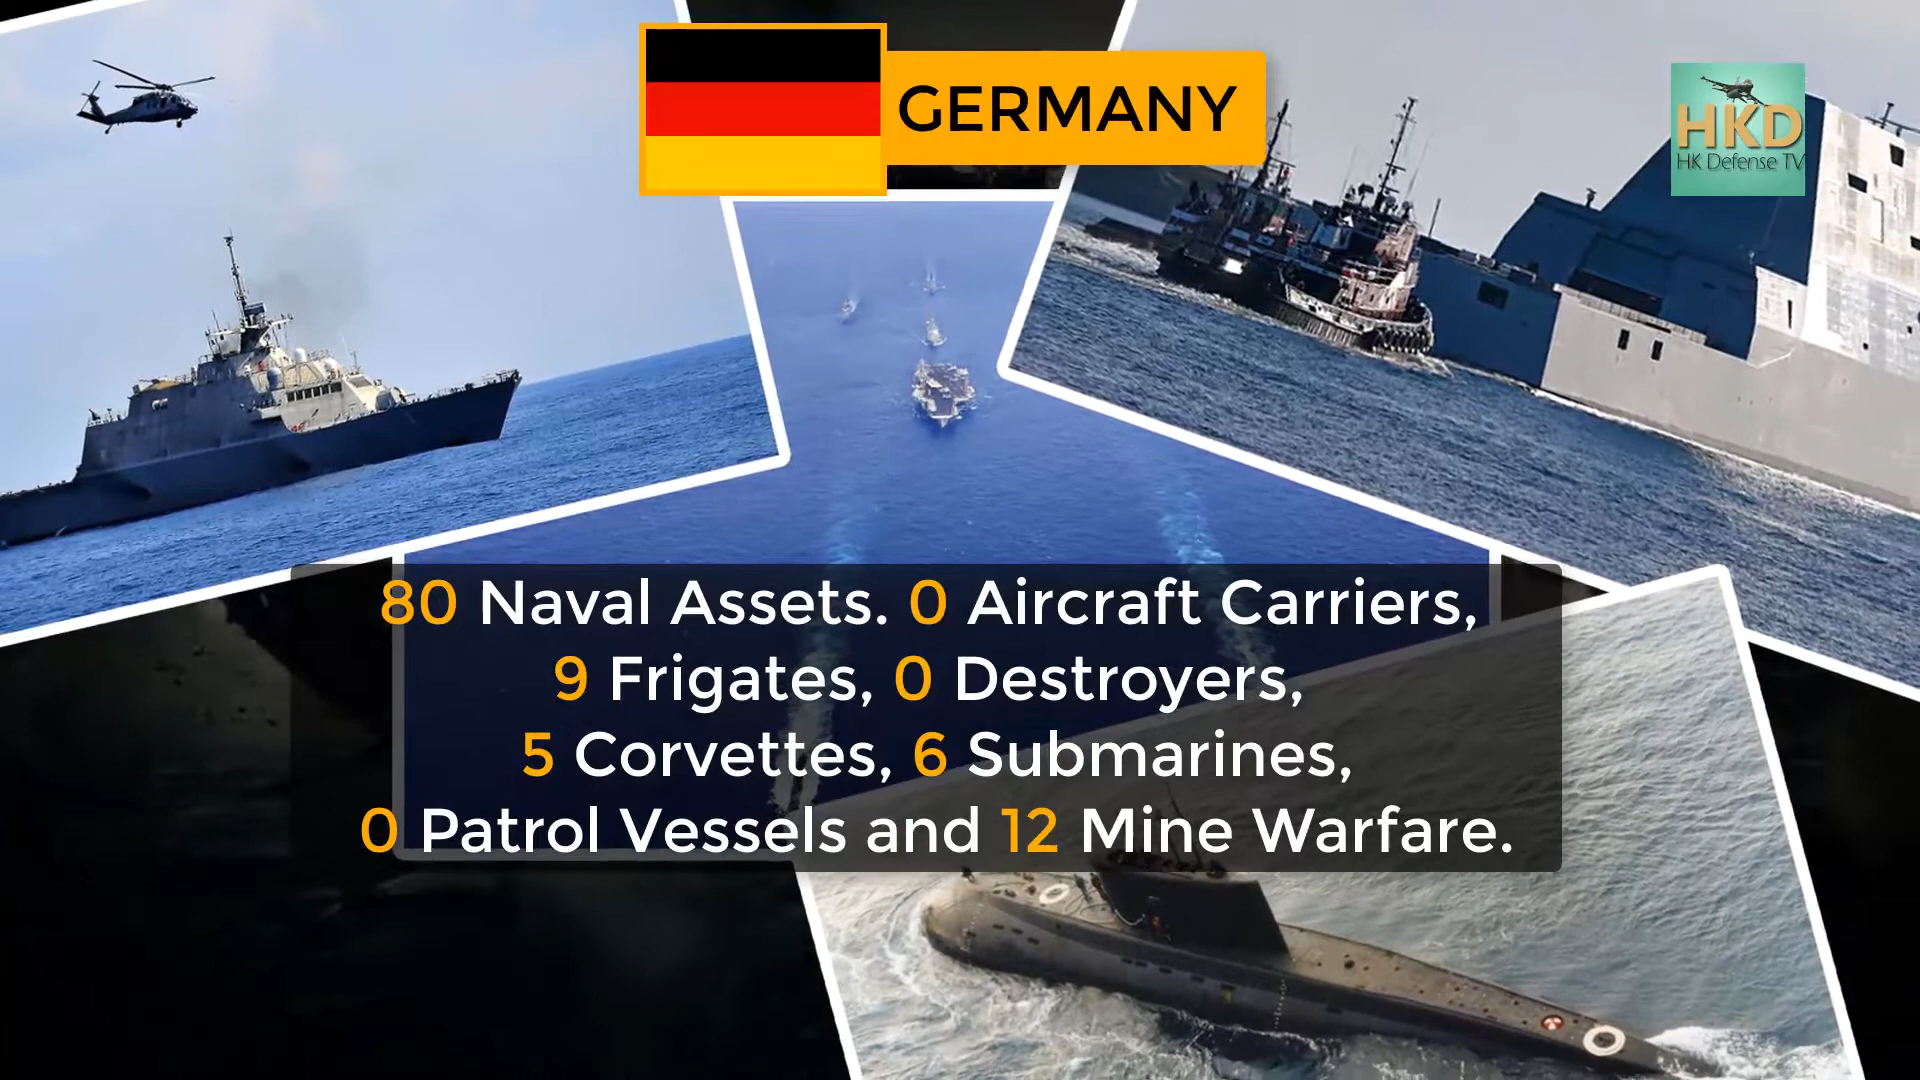 GERMANY
HKD
HK Defense TV
80 Naval Assets. 0 Aircraft Carriers,
9 Frigates, 0 Destroyers,
5 Corvettes, 6 Submarines,
0 Patrol Vessels and 12 Mine Warfare.